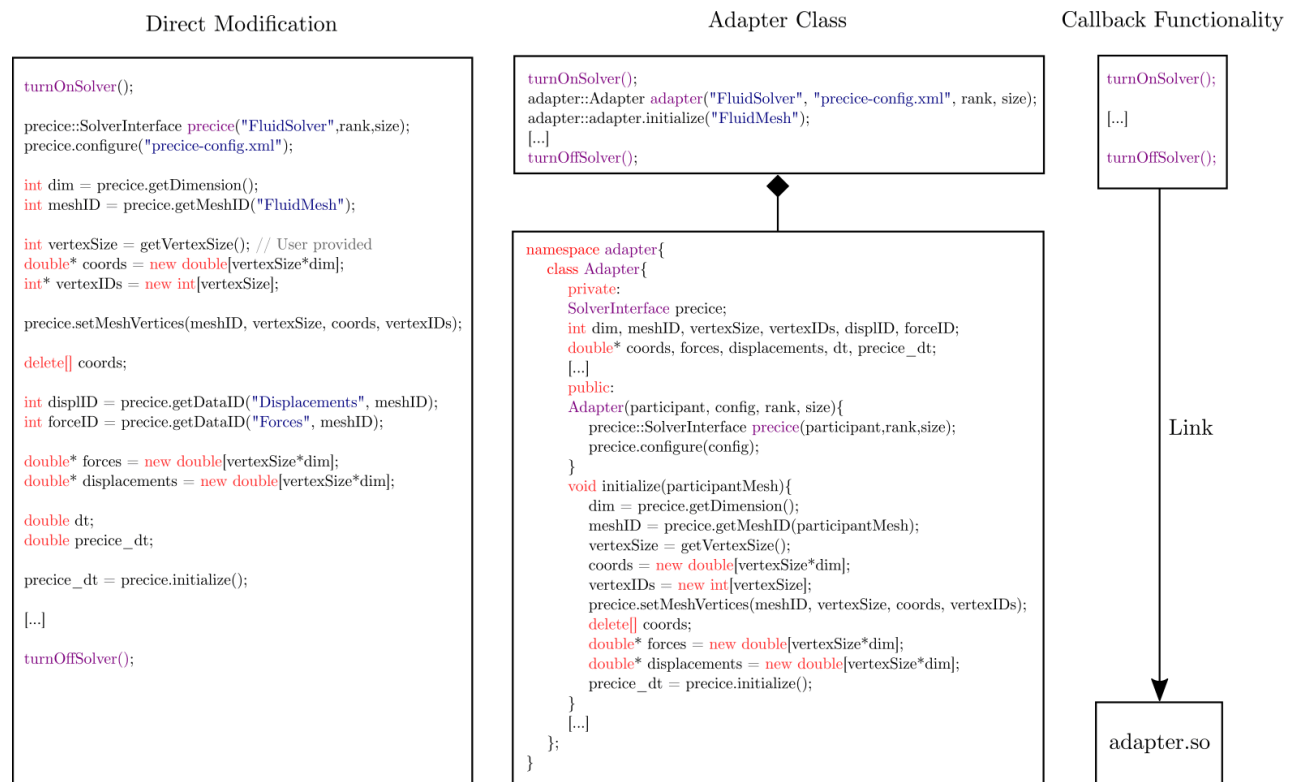 Direct Modification
turnOnSolver();
precice::SolverInterface precice("FluidSolver",rank,size);
precice.configure("precice-config.xml");
int dim = precice.getDimension();
int meshID = precice.getMeshID("FluidMesh");
int vertexSize = getVertexSize(); // User provided
double* coords = new double[vertexSize*dim];
int* vertexIDs = new int[vertexSize];
precice.setMeshVertices(meshID, vertexSize, coords, vertexIDs);
delete[] coords;
int displID = precice.getDataID("Displacements", meshID);
int forceID = precice.getDataID("Forces", meshID);
double* forces = new double[vertexSize*dim];
double* displacements = new double[vertexSize*dim];
double dt;
double precice_dt;
precice_dt = precice.initialize();
[...]
turnOffSolver();
Adapter Class
turnOnSolver();
adapter::Adapter adapter("FluidSolver", "precice-config.xml", rank, size);
adapter::adapter.initialize("FluidMesh");
[...]
turnOffSolver();
namespace adapter{
class Adapter{
private:
SolverInterface precice;
int dim, meshID, vertexSize, vertexIDs, displID, forceID;
double* coords, forces, displacements, dt, precice_dt;
[...]
public:
Adapter(participant, config, rank, size){
precice::SolverInterface precice(participant,rank,size);
precice.configure(config);
}
void initialize(participantMesh){
dim = precice.getDimension();
meshID = precice.getMeshID(participantMesh);
vertexSize = getVertexSize();
coords = new double[vertexSize*dim];
vertexIDs = new int[vertexSize];
precice.setMeshVertices(meshID, vertexSize, coords, vertexIDs);
delete[] coords;
double* forces = new double[vertexSize*dim];
double* displacements = new double[vertexSize*dim];
precice_dt = precice.initialize();
}
[...]
};
}
Callback Functionality
turnOnSolver();
[...]
turnOffSolver();
Link
adapter.so